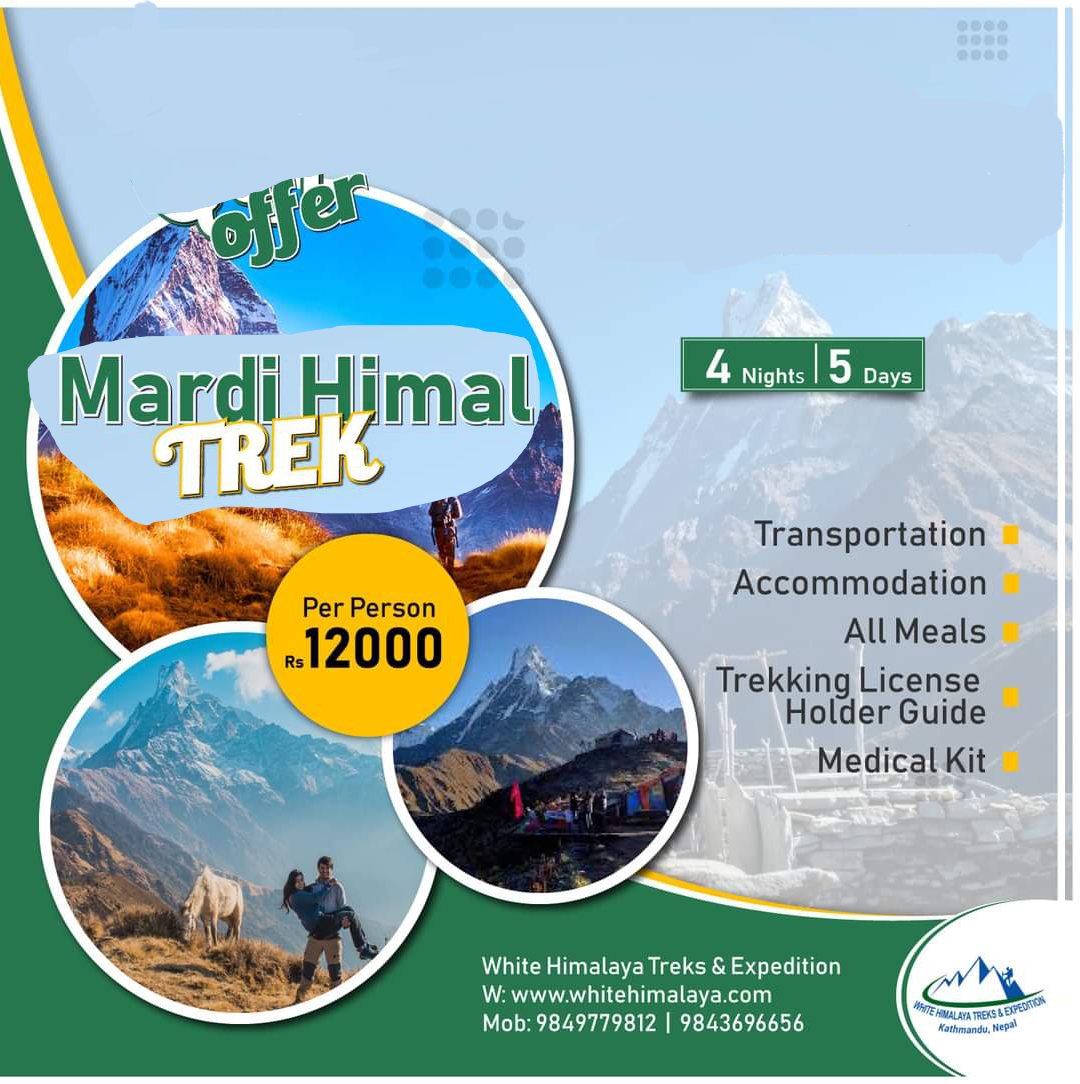 offer
Mardi Himal
TREK
4 Nights | 5 Days
Per Person
Rs 12000
Transportation
Accommodation
All Meals
Trekking License
Holder Guide
Medical Kit
White Himalaya Treks & Expedition
W: www.whitehimalaya.com
Mob: 9849779812 | 9843696656
WHITE HIMALAYA TREKS & EXPEDITION
Kathmandu, Nepal